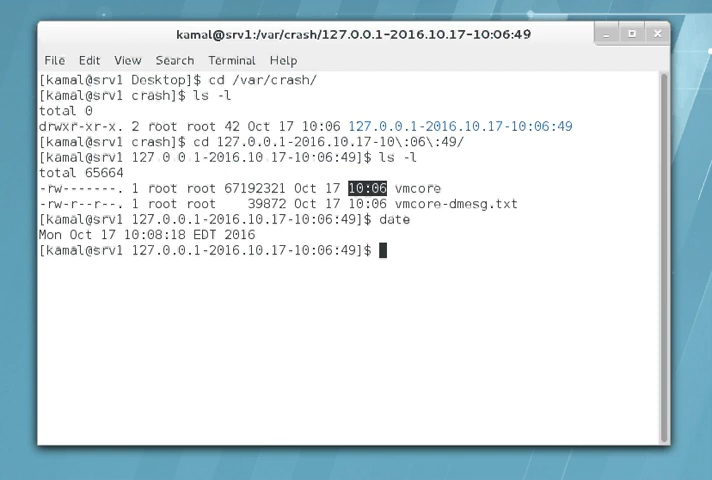 kamal@srv1:/var/crash/127.0.0.1-2016.10.17-10:06:49
File Edit View Search Terminal Help
[kamal@srv1 Desktop]$ cd /var/crash/
[kamal@srv1 crash]$ ls -l
total 0
drwxr-xr-x. 2 root root 42 Oct 17 10:06 127.0.0.1-2016.10.17-10:06:49
[kamal@srv1 crash]$ cd 127.0.0.1-2016.10.17-10\:06\:49/
[kamal@srv1 127.0.0.1-2016.10.17-10:06:49]$ ls -l
total 65664
-rw-------. 1 root root 67192321 Oct 17 10:06 vmcore
-rw-r--r--. 1 root root    39872 Oct 17 10:06 vmcore-dmesg.txt
[kamal@srv1 127.0.0.1-2016.10.17-10:06:49]$ date
Mon Oct 17 10:08:18 EDT 2016
[kamal@srv1 127.0.0.1-2016.10.17-10:06:49]$